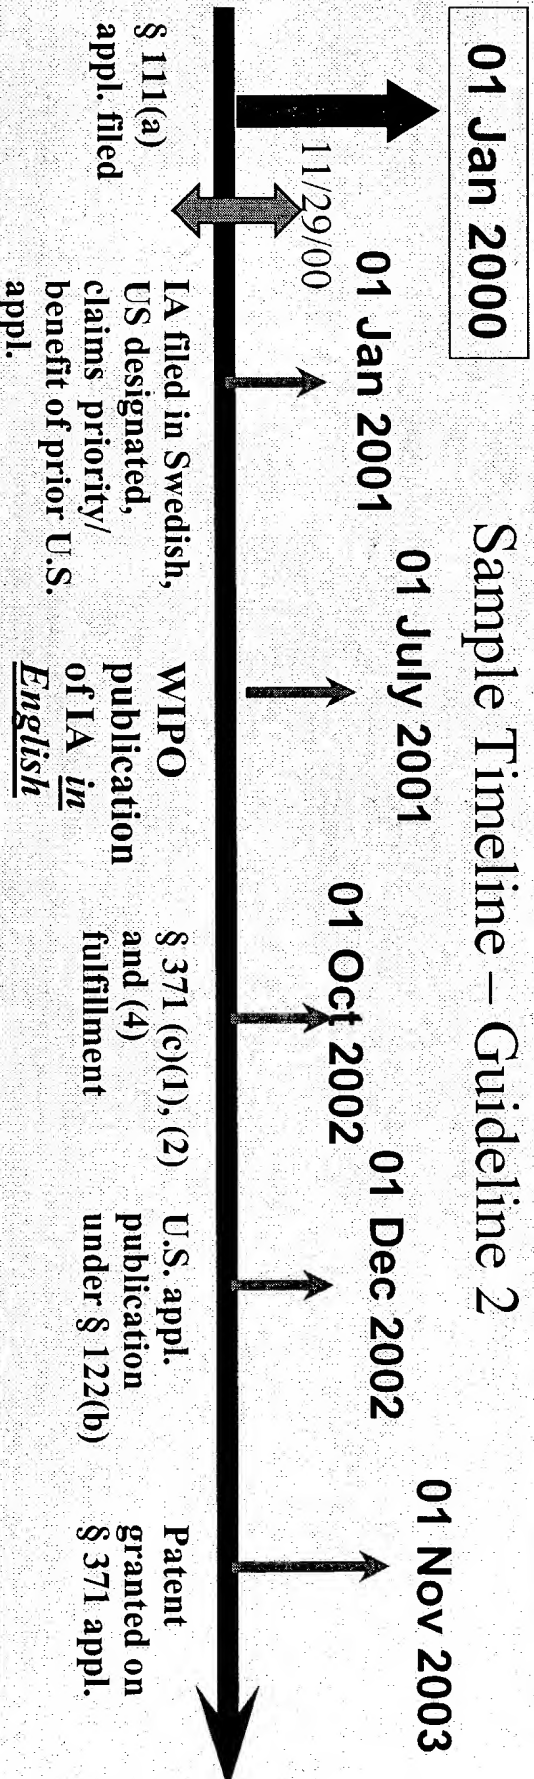 Sample Timeline – Guideline 2
01 Jan 2000
11/29/00
01 Jan 2001
01 July 2001
01 Oct 2002
01 Dec 2002
01 Nov 2003
§ 111(a)
appl. filed
IA filed in Swedish,
US designated,
claims priority/
benefit of prior U.S.
appl.
WIPO
publication
of IA in
English
§ 371 (c)(1), (2)
and (4)
fulfillment
U.S. appl.
publication
under § 122(b)
Patent
granted on
§ 371 appl.